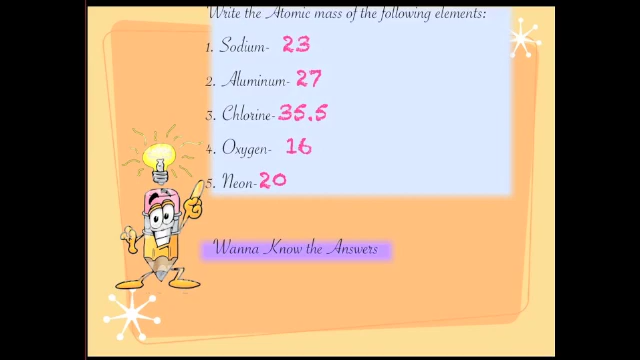 Write the Atomic mass of the following elements:
1. Sodium- 23
2. Aluminum- 27
3. Chlorine- 35.5
4. Oxygen- 16
5. Neon- 20
Wanna Know the Answers